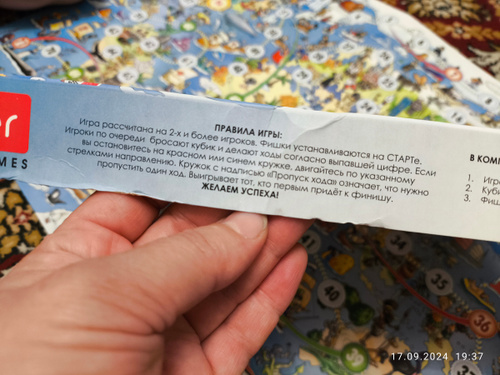 er
MES
ПРАВИЛА ИГРЫ:
Игра рассчитана на 2-х и более игроков. Фишки устанавливаются на СТАРТе.
Игроки по очереди бросают кубик и делают ходы согласно выпавшей цифре. Если
вы остановитесь на красном или синем кружке, двигайтесь по указанному
стрелками направлению. Кружок с надписью «Пропуск хода» означает, что нужно
пропустить один ход. Выигрывает тот, кто первым придёт к финишу.
ЖЕЛАЕМ УСПЕХА!
В КОМ
1. Игро
2. Куби
3. Фиш
34
35
40
36
17.09.2024 19:37